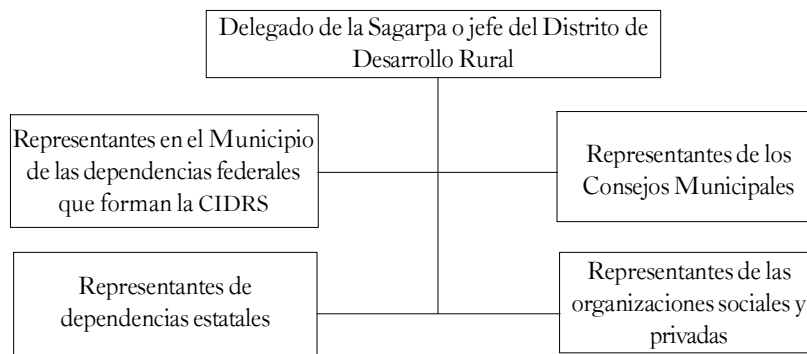 Delegado de la Sagarpa o jefe del Distrito de
Desarrollo Rural
Representantes en el Municipio
de las dependencias federales
que forman la CIDRS
Representantes de los
Consejos Municipales
Representantes de
dependencias estatales
Representantes de las
organizaciones sociales y
privadas